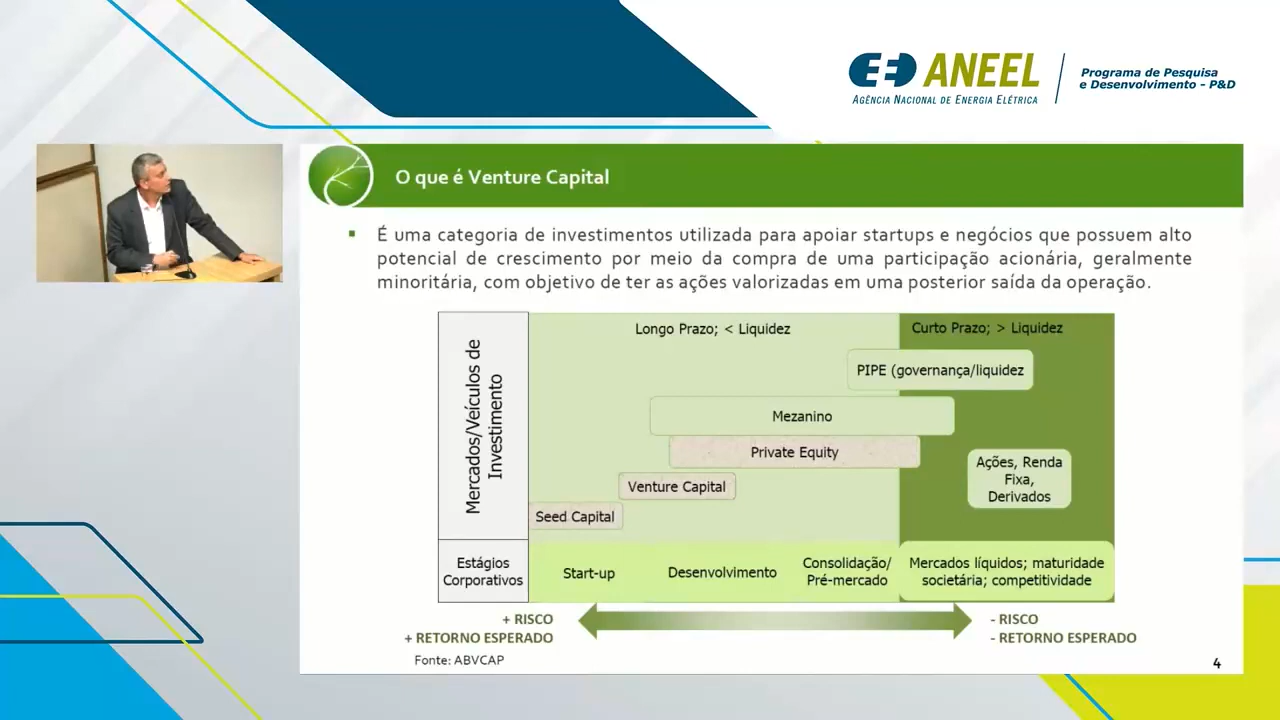 ANEEL
AGÊNCIA NACIONAL DE ENERGIA ELÉTRICA
Programa de Pesquisa
e Desenvolvimento - P&D
O que é Venture Capital
▪ É uma categoria de investimentos utilizada para apoiar startups e negócios que possuem alto
potencial de crescimento por meio da compra de uma participação acionária, geralmente
minoritária, com objetivo de ter as ações valorizadas em uma posterior saída da operação.
Mercados/Veículos de
Investimento
Longo Prazo; < Liquidez
Curto Prazo; > Liquidez
PIPE (governança/liquidez
Mezanino
Private Equity
Ações, Renda
Fixa,
Derivados
Venture Capital
Seed Capital
Estágios
Corporativos
Start-up
Desenvolvimento
Consolidação/
Pré-mercado
Mercados líquidos; maturidade
societária; competitividade
+ RISCO
+ RETORNO ESPERADO
- RISCO
- RETORNO ESPERADO
Fonte: ABVCAP
4